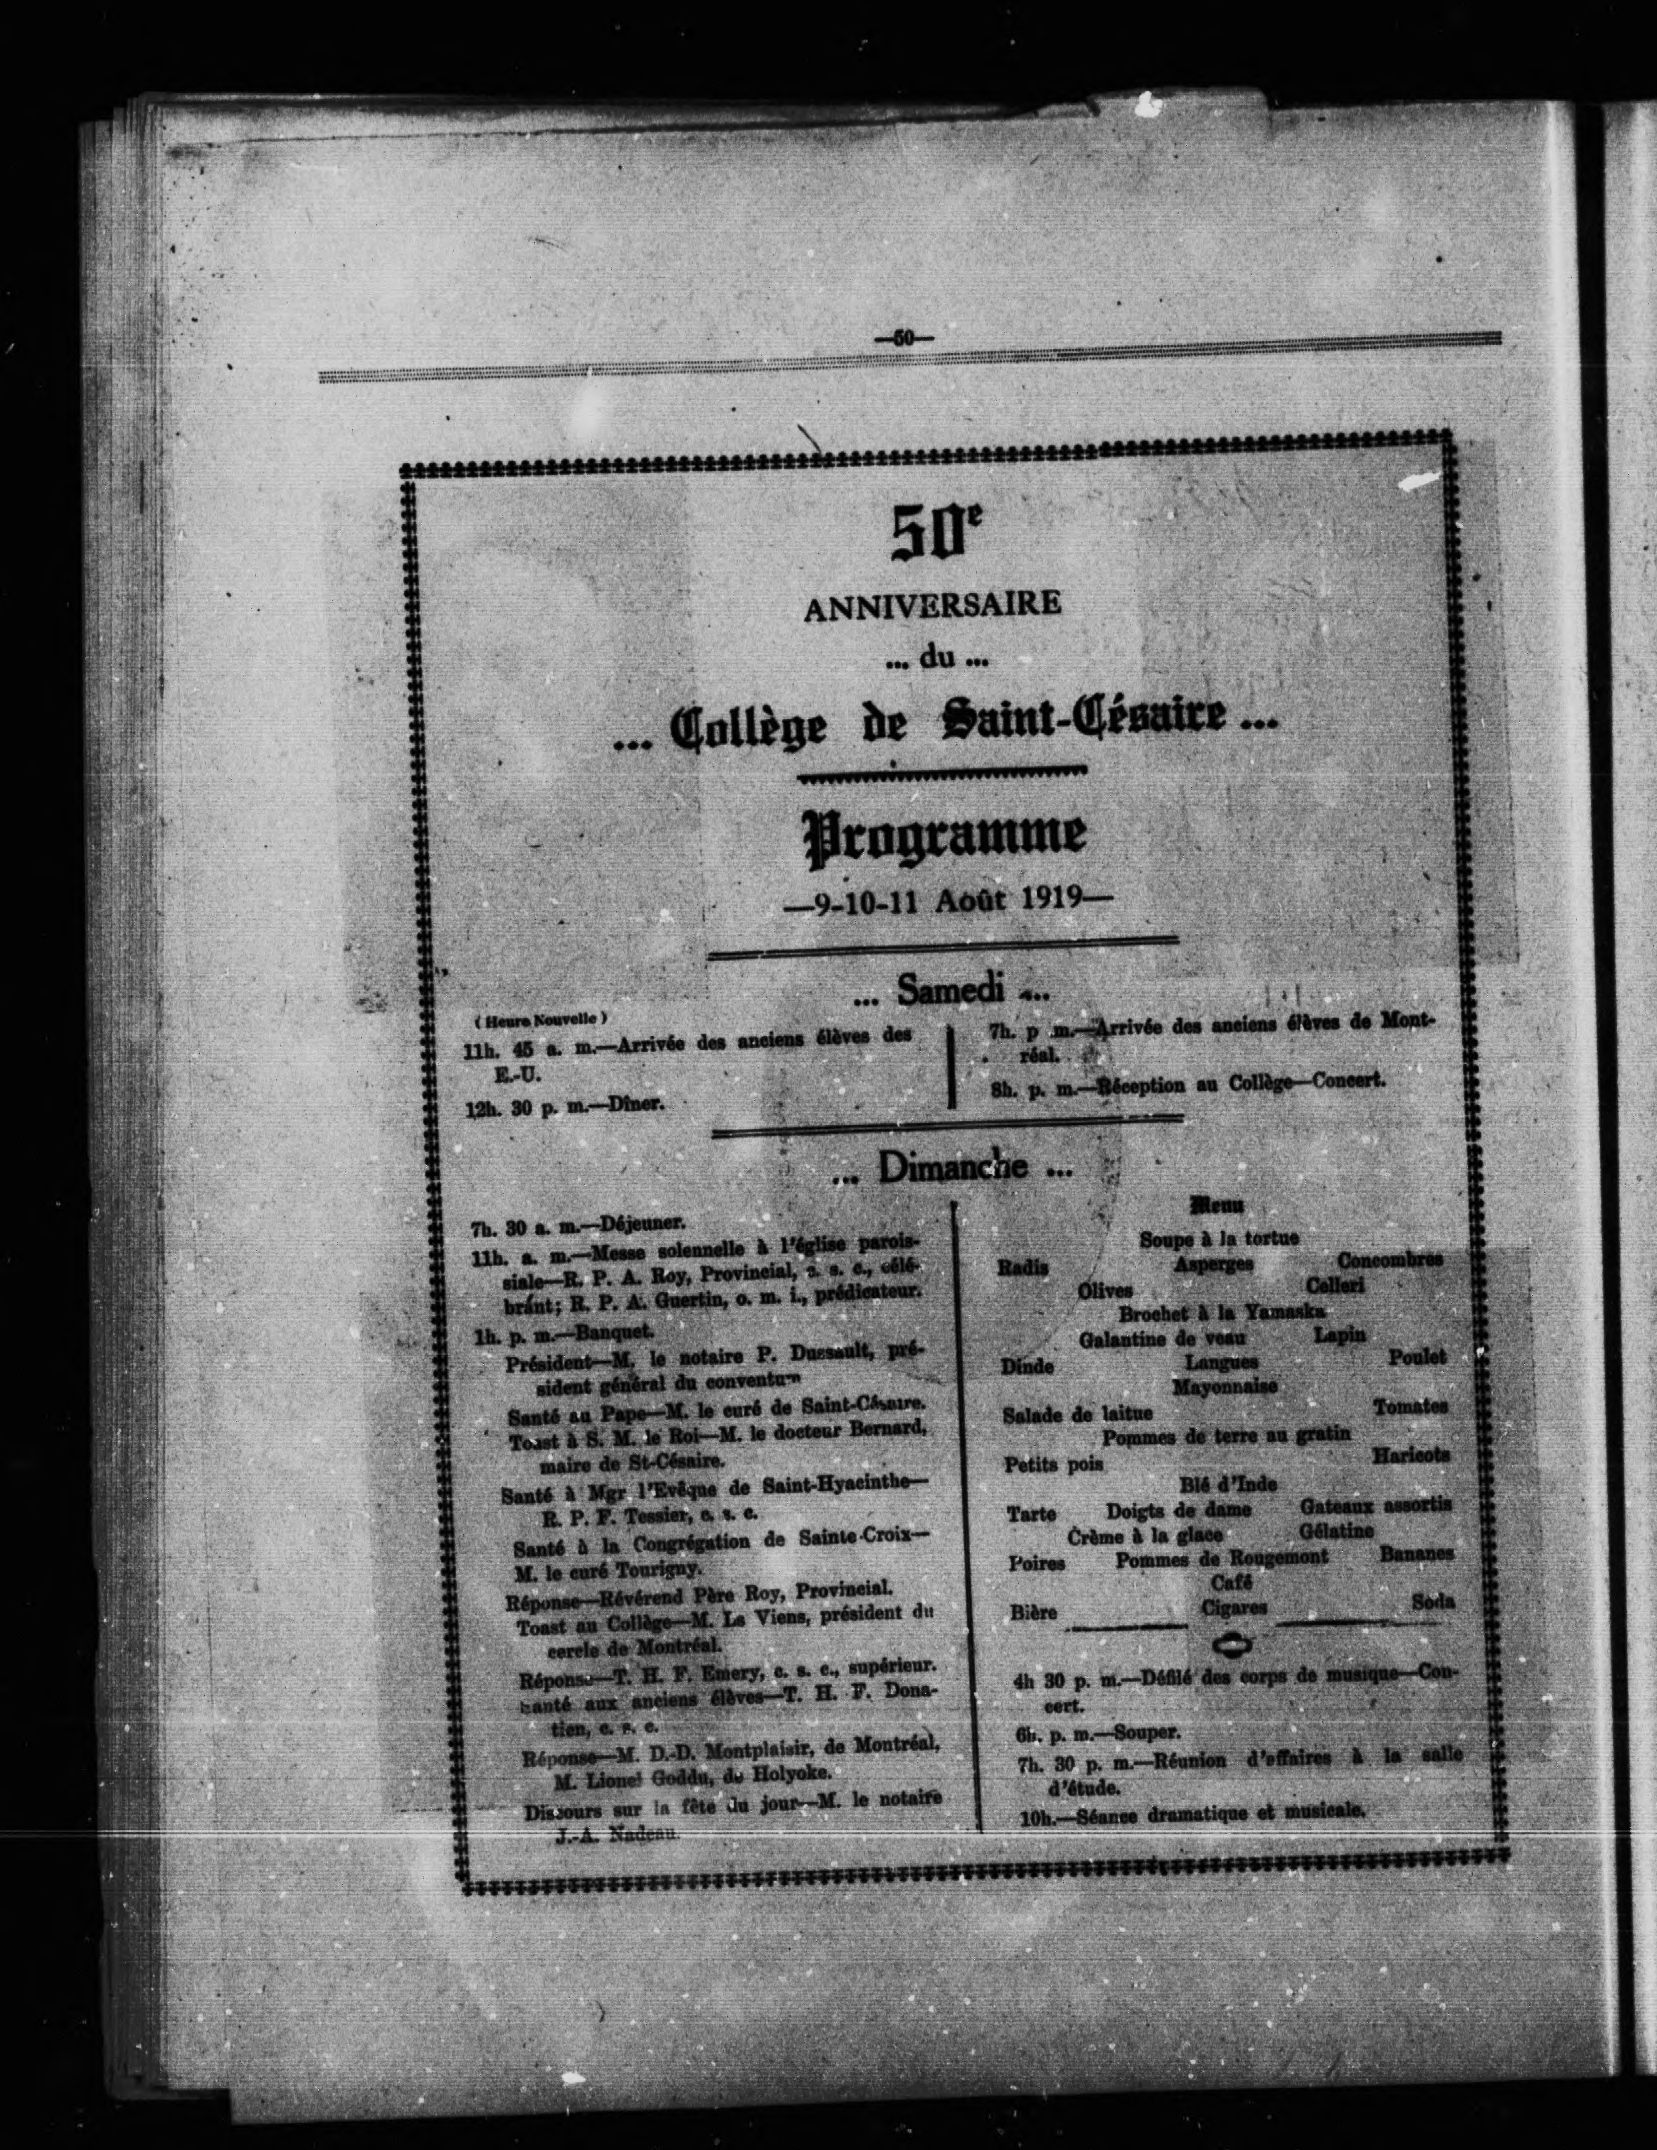 —50—
50e
ANNIVERSAIRE
... du ...
... Collège de Saint-Césaire ...
Programme
—9-10-11 Août 1919—
... Samedi ...
( Heure Nouvelle )
11h. 45 a. m.—Arrivée des anciens élèves des
E.-U.
12h. 30 p. m.—Dîner.
7h. p m.—Arrivée des anciens élèves de Mont-
réal.
8h. p. m.—Réception au Collège—Concert.
... Dimanche ...
7h. 30 a. m.—Déjeuner.
11h. a. m.—Messe solennelle à l'église parois-
siale—R. P. A. Roy, Provincial, c. s. c., célé-
brant; R. P. A. Guertin, o. m. i., prédicateur.
1h. p. m.—Banquet.
Président—M. le notaire P. Dussault, pré-
sident général du conventum
Santé au Pape—M. le curé de Saint-Césaire.
Toast à S. M. le Roi—M. le docteur Bernard,
maire de St-Césaire.
Santé à Mgr l'Evêque de Saint-Hyacinthe—
R. P. F. Tessier, c. s. c.
Santé à la Congrégation de Sainte-Croix—
M. le curé Tourigny.
Réponse—Révérend Père Roy, Provincial.
Toast au Collège—M. Ls Viens, président du
cercle de Montréal.
Réponse—T. H. F. Emery, c. s. c., supérieur.
Santé aux anciens élèves—T. H. F. Dona-
tien, c. s. c.
Réponse—M. D.-D. Montplaisir, de Montréal,
M. Lionel Goddu, de Holyoke.
Discours sur la fête du jour—M. le notaire
J.-A. Nadeau.
Menu
Soupe à la tortue
Radis Asperges Concombres
Olives Celleri
Brochet à la Yamaska
Galantine de veau Lapin
Dinde Langues Poulet
Mayonnaise
Salade de laitue Tomates
Pommes de terre au gratin
Petits pois Haricots
Blé d'Inde
Tarte Doigts de dame Gateaux assortis
Crème à la glace Gélatine
Poires Pommes de Rougemont Bananes
Café
Bière Cigares Soda
4h 30 p. m.—Défilé des corps de musique—Con-
cert.
6h. p. m.—Souper.
7h. 30 p. m.—Réunion d'affaires à la salle
d'étude.
10h.—Séance dramatique et musicale.